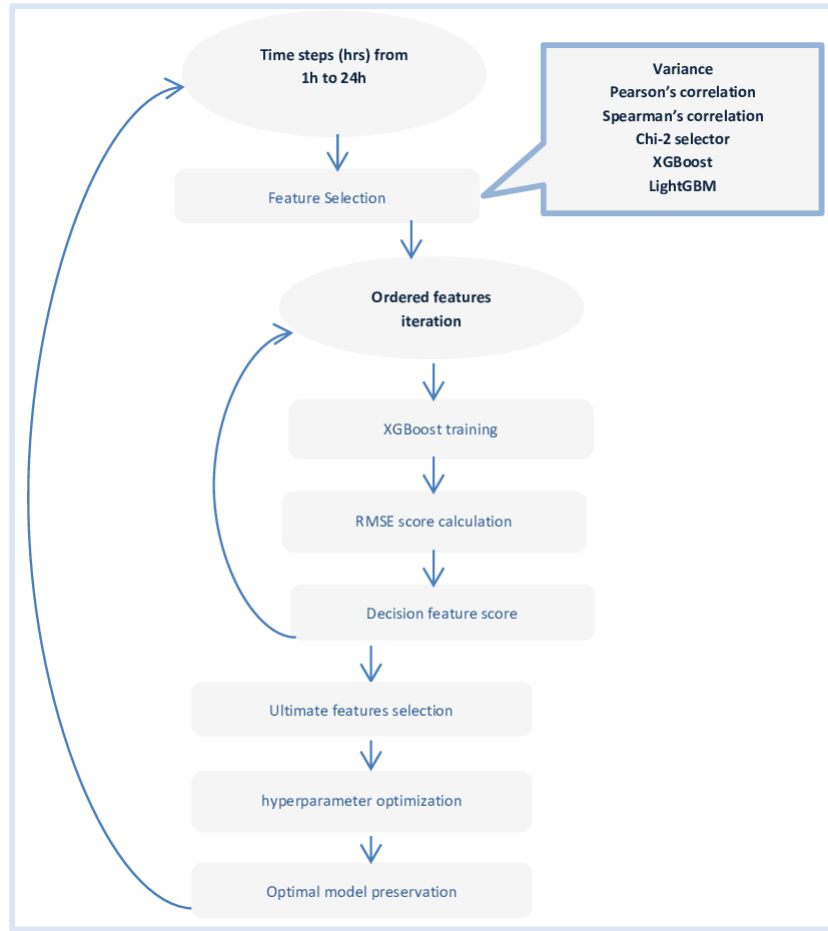 Time steps (hrs) from
1h to 24h
Variance
Pearson’s correlation
Spearman’s correlation
Chi-2 selector
XGBoost
LightGBM
Feature Selection
Ordered features
iteration
XGBoost training
RMSE score calculation
Decision feature score
Ultimate features selection
hyperparameter optimization
Optimal model preservation